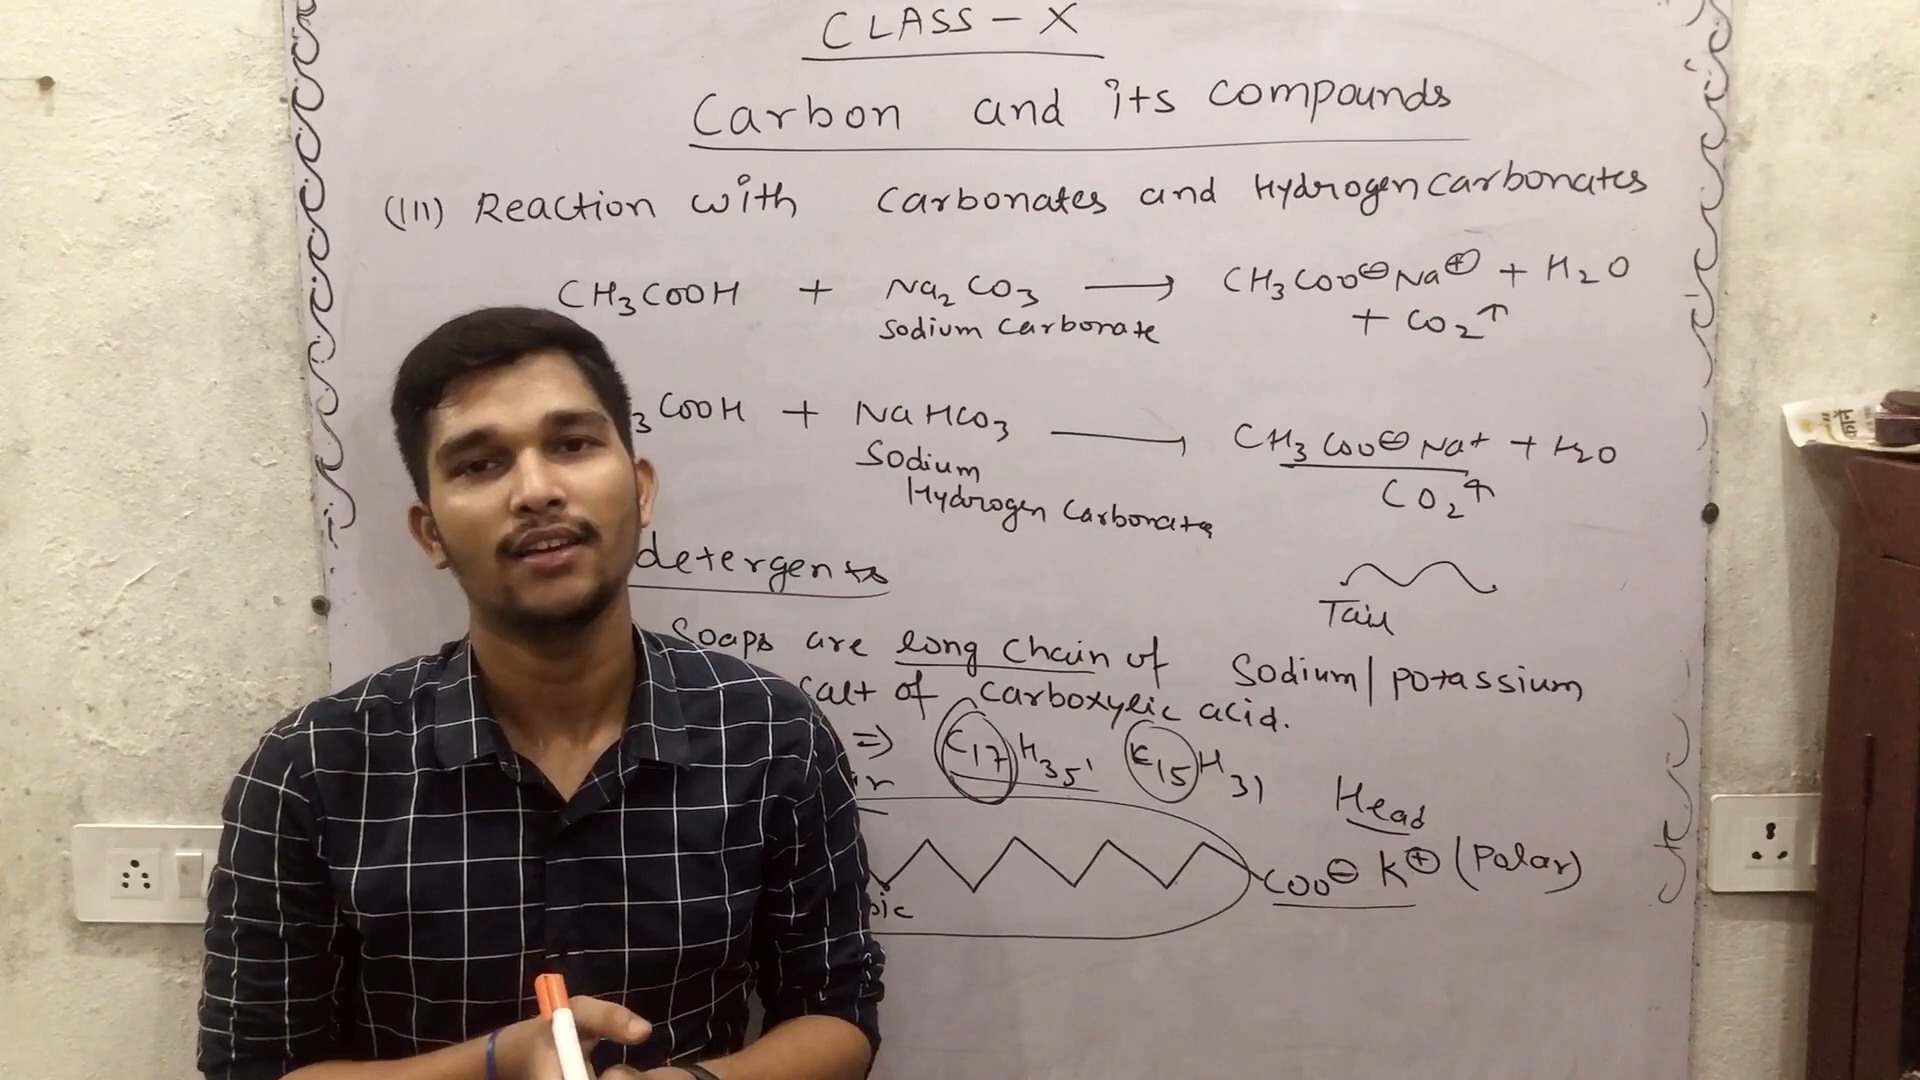 CLASS - X
Carbon and its compounds
(III) Reaction with Carbonates and Hydrogen carbonates
CH₃COOH + Na₂CO₃ ⟶ CH₃COO⊖Na⊕ + H₂O
Sodium Carbonate
+ CO₂↑
₃COOH + NaHCO₃ ⟶ CH₃COO⊖Na+ + H₂O
Sodium
Hydrogen Carbonate
CO₂↑
detergents
Tail
Soaps are long chain of Sodium/potassium
salt of carboxylic acid.
⇒ C₁₇H₃₅, C₁₅H₃₁
Head
COO⊖ K⊕ (Polar)